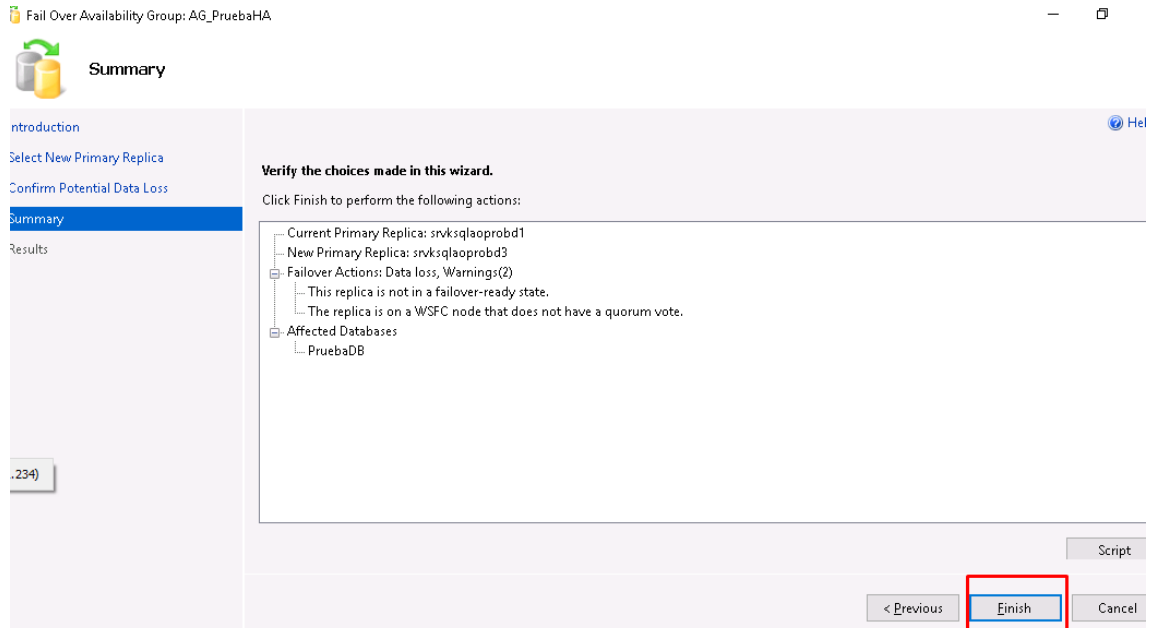 Fail Over Availability Group: AG_PruebaHA
Summary
ntroduction
Select New Primary Replica
Confirm Potential Data Loss
Summary
Results
Hel
Verify the choices made in this wizard.
Click Finish to perform the following actions:
Current Primary Replica: srvksqlaoprobd1
New Primary Replica: srvksqlaoprobd3
Failover Actions: Data loss, Warnings(2)
This replica is not in a failover-ready state.
The replica is on a WSFC node that does not have a quorum vote.
Affected Databases
PruebaDB
.234)
Script
< Previous
Finish
Cancel